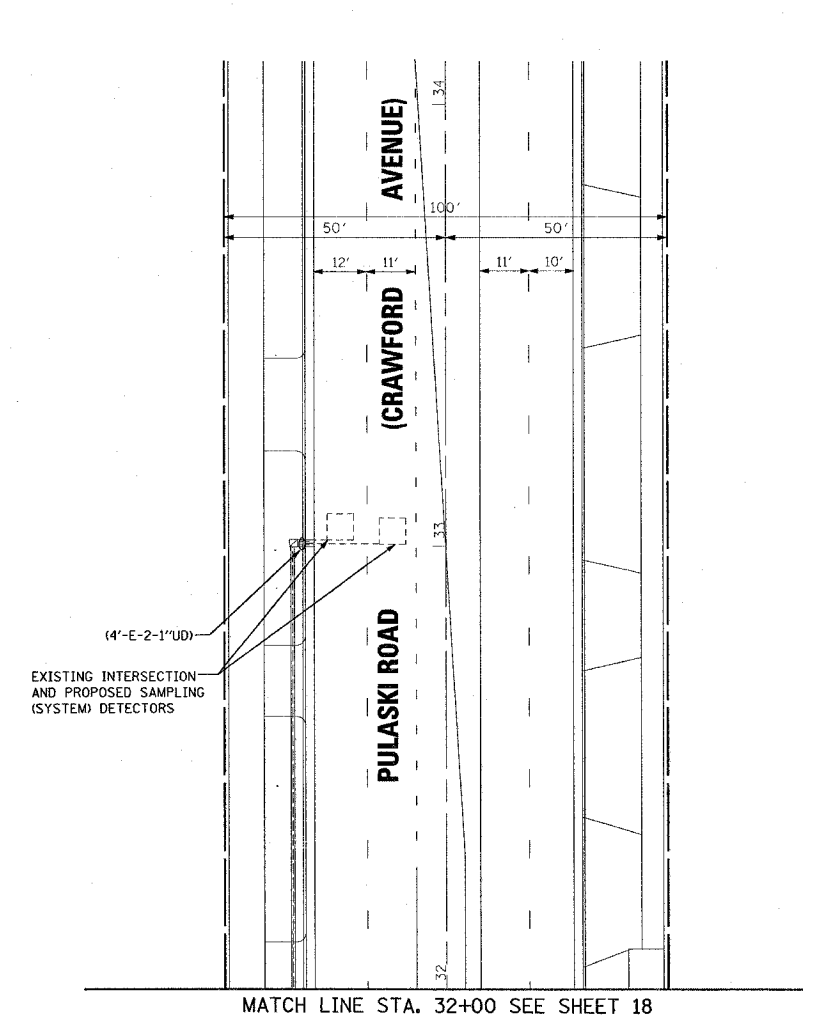 34
AVENUE)
100'
50'
50'
12'
11'
11'
10'
(CRAWFORD
33
(4'-E-2-1"UD)
EXISTING INTERSECTION
AND PROPOSED SAMPLING
(SYSTEM) DETECTORS
PULASKI ROAD
32
MATCH LINE STA. 32+00 SEE SHEET 18